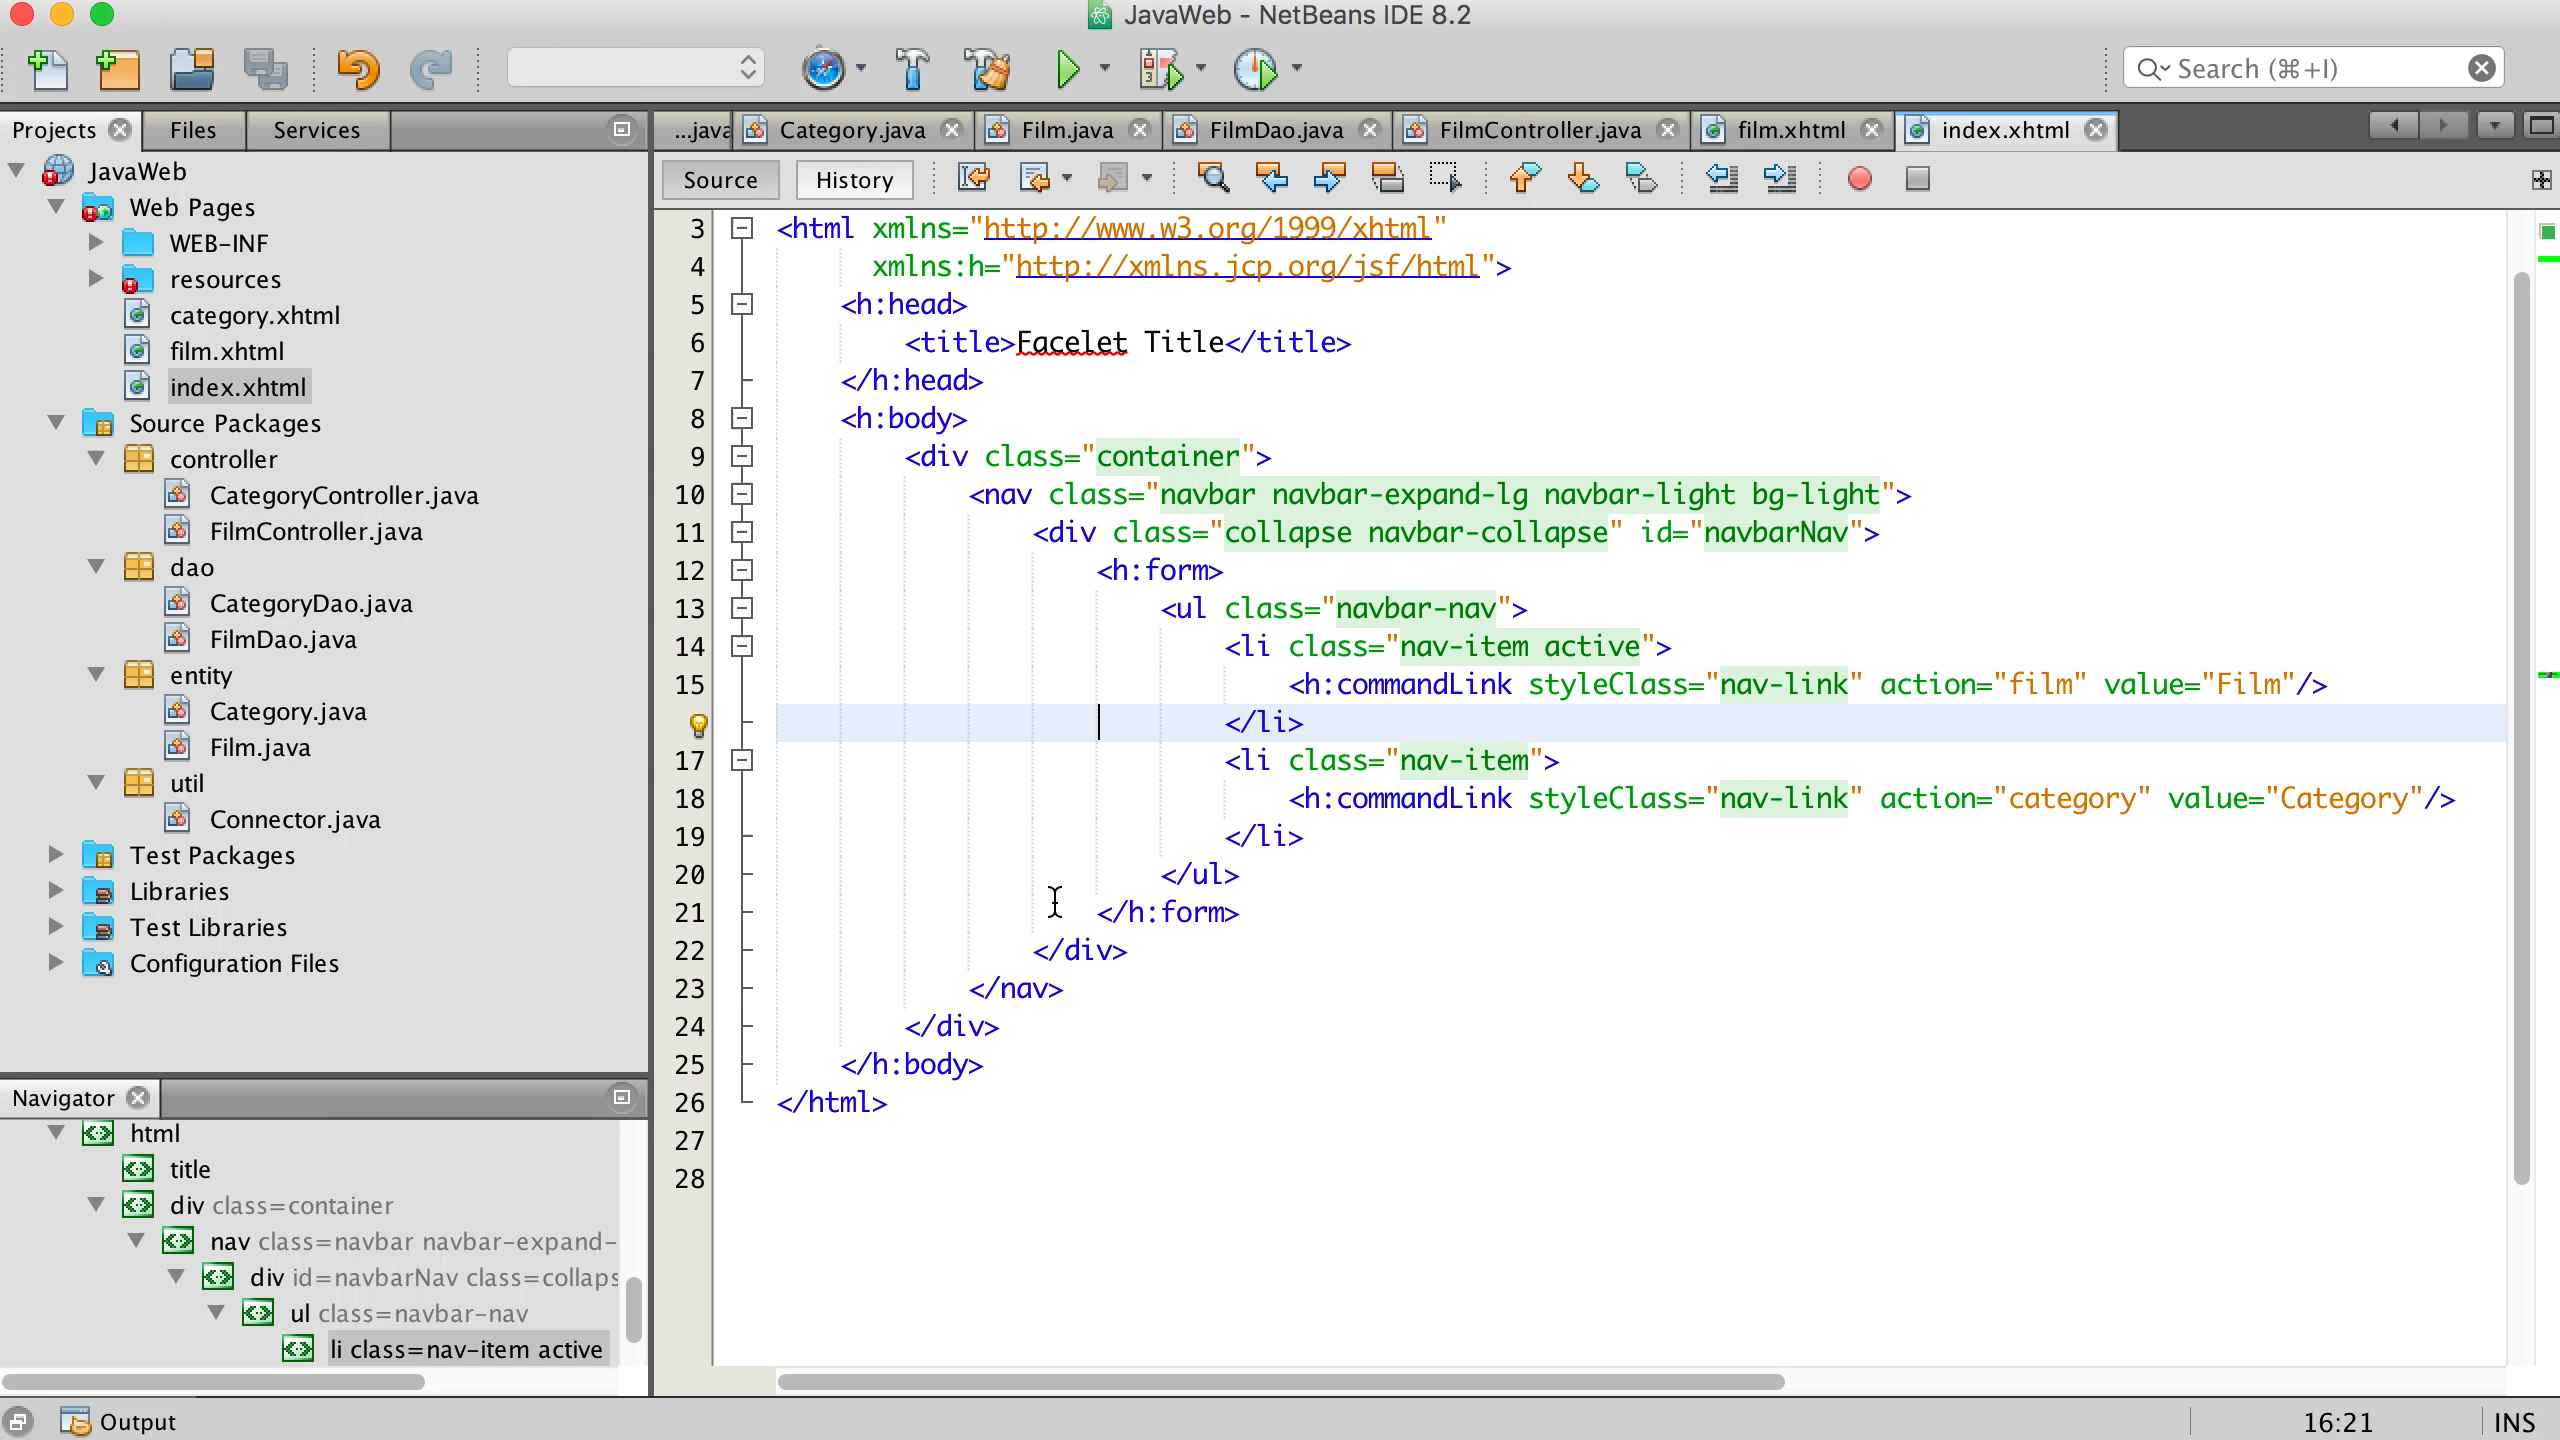 JavaWeb - NetBeans IDE 8.2
Search (⌘+I)
Projects
Files
Services
...java
Category.java
Film.java
FilmDao.java
FilmController.java
film.xhtml
index.xhtml
Source
History
JavaWeb
Web Pages
WEB-INF
resources
category.xhtml
film.xhtml
index.xhtml
Source Packages
controller
CategoryController.java
FilmController.java
dao
CategoryDao.java
FilmDao.java
entity
Category.java
Film.java
util
Connector.java
Test Packages
Libraries
Test Libraries
Configuration Files
Navigator
html
title
div class=container
nav class=navbar navbar-expand-
div id=navbarNav class=collaps
ul class=navbar-nav
li class=nav-item active
3 <html xmlns="http://www.w3.org/1999/xhtml"
4 xmlns:h="http://xmlns.jcp.org/jsf/html">
5 <h:head>
6 <title>Facelet Title</title>
7 </h:head>
8 <h:body>
9 <div class="container">
10 <nav class="navbar navbar-expand-lg navbar-light bg-light">
11 <div class="collapse navbar-collapse" id="navbarNav">
12 <h:form>
13 <ul class="navbar-nav">
14 <li class="nav-item active">
15 <h:commandLink styleClass="nav-link" action="film" value="Film"/>
</li>
17 <li class="nav-item">
18 <h:commandLink styleClass="nav-link" action="category" value="Category"/>
19 </li>
20 </ul>
21 </h:form>
22 </div>
23 </nav>
24 </div>
25 </h:body>
26 </html>
27
28
Output
16:21
INS